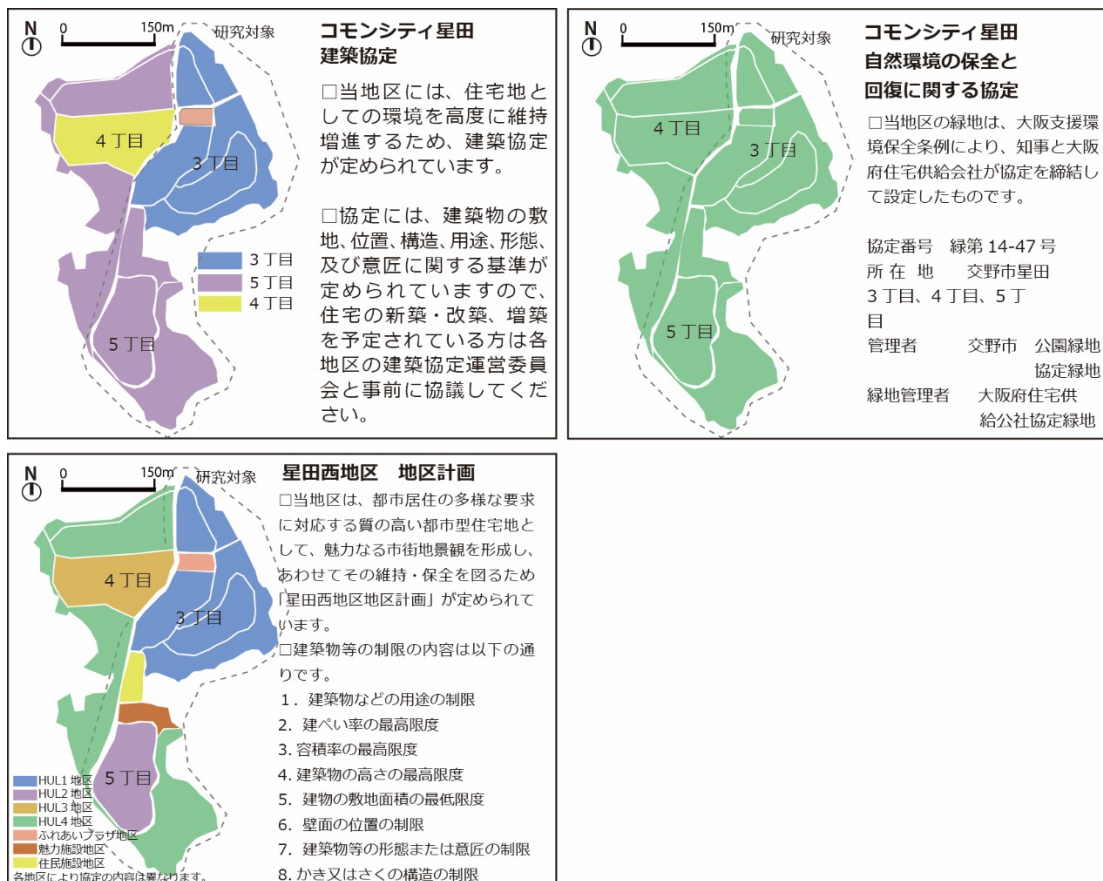 N
0 150m
研究対象
4丁目
3丁目
5丁目
3丁目
5丁目
4丁目
コモンシティ星田
建築協定
□当地区には、住宅地と
しての環境を高度に維持
増進するため、建築協定
が定められています。
□協定には、建築物の敷
地、位置、構造、用途、形態、
及び意匠に関する基準が
定められていますので、
住宅の新築・改築、増築
を予定されている方は各
地区の建築協定運営委員
会と事前に協議してくだ
さい。
N
0 150m
研究対象
4丁目
3丁目
5丁目
コモンシティ星田
自然環境の保全と
回復に関する協定
□当地区の緑地は、大阪支援環
境保全条例により、知事と大阪
府住宅供給会社が協定を締結し
て設定したものです。
協定番号 緑第 14-47 号
所 在 地 交野市星田
3丁目、4丁目、5丁
目
管理者 交野市 公園緑地
協定緑地
緑地管理者 大阪府住宅供
給公社協定緑地
N
0 150m
研究対象
4丁目
3丁目
5丁目
HUL1 地区
HUL2 地区
HUL3 地区
HUL4 地区
ふれあいプラザ地区
魅力施設地区
住民施設地区
各地区により協定の内容は異なります。
星田西地区 地区計画
□当地区は、都市居住の多様な要求
に対応する質の高い都市型住宅地と
して、魅力なる市街地景観を形成し、
あわせてその維持・保全を図るため
「星田西地区地区計画」が定められて
います。
□建築物等の制限の内容は以下の通
りです。
1．建築物などの用途の制限
2．建ぺい率の最高限度
3. 容積率の最高限度
4. 建築物の高さの最高限度
5．建物の敷地面積の最低限度
6．壁面の位置の制限
7．建築物等の形態または意匠の制限
8. かき又はさくの構造の制限